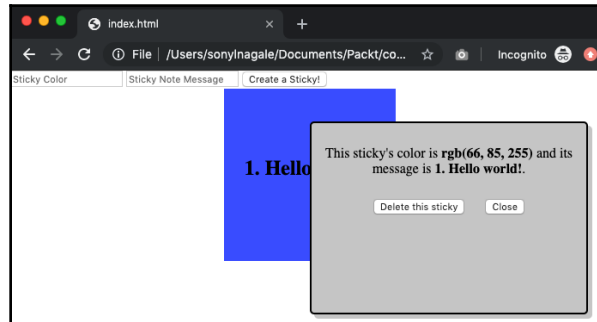 index.html
File | /Users/sonylnagale/Documents/Packt/co... Incognito
Sticky Color Sticky Note Message Create a Sticky!
1. Hello
This sticky's color is rgb(66, 85, 255) and its
message is 1. Hello world!.
Delete this sticky Close